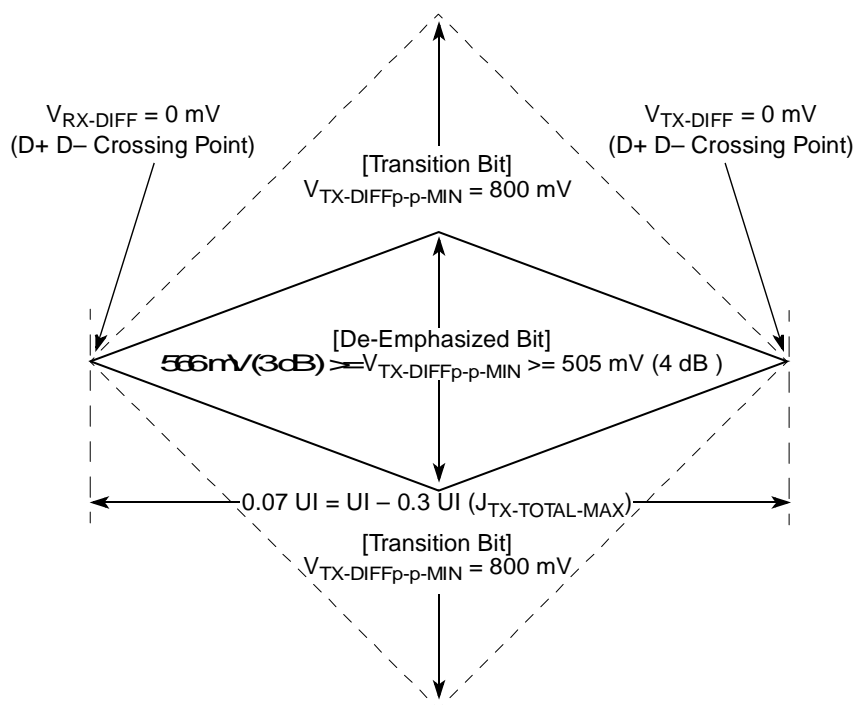 V_RX-DIFF = 0 mV
(D+ D– Crossing Point)
V_TX-DIFF = 0 mV
(D+ D– Crossing Point)
[Transition Bit]
V_TX-DIFFp-p-MIN = 800 mV
[De-Emphasized Bit]
566 mV (3 dB) >= V_TX-DIFFp-p-MIN >= 505 mV (4 dB )
0.07 UI = UI – 0.3 UI (J_TX-TOTAL-MAX)
[Transition Bit]
V_TX-DIFFp-p-MIN = 800 mV